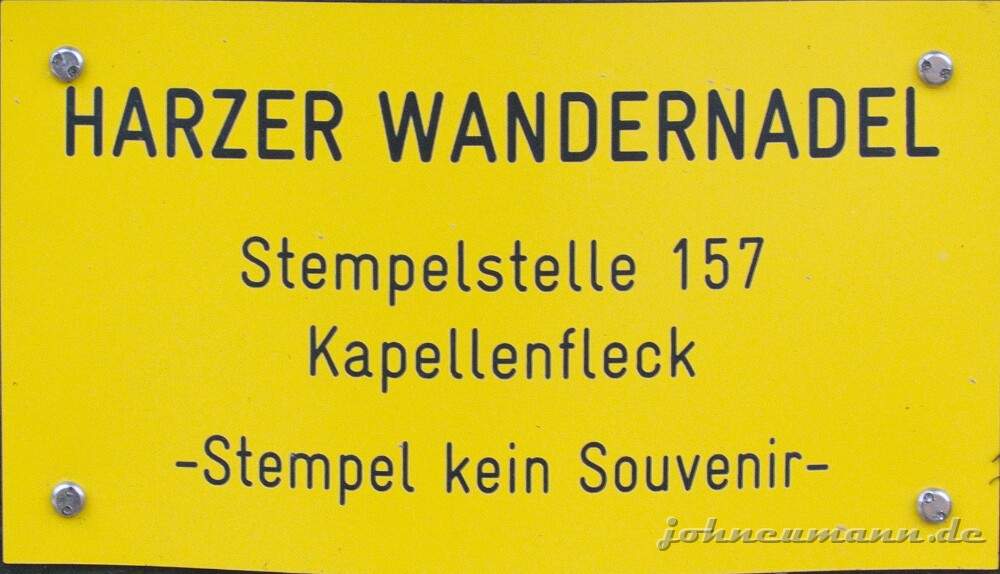 HARZER WANDERNADEL
Stempelstelle 157
Kapellenfleck
-Stempel kein Souvenir-
johneumann.de